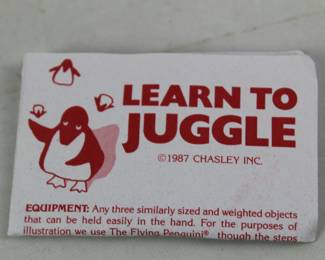 LEARN TO
JUGGLE
©1987 CHASLEY INC.
EQUIPMENT: Any three similarly sized and weighted objects
that can be held easily in the hand. For the purposes of
illustration we use The Flying Penguini® though the steps